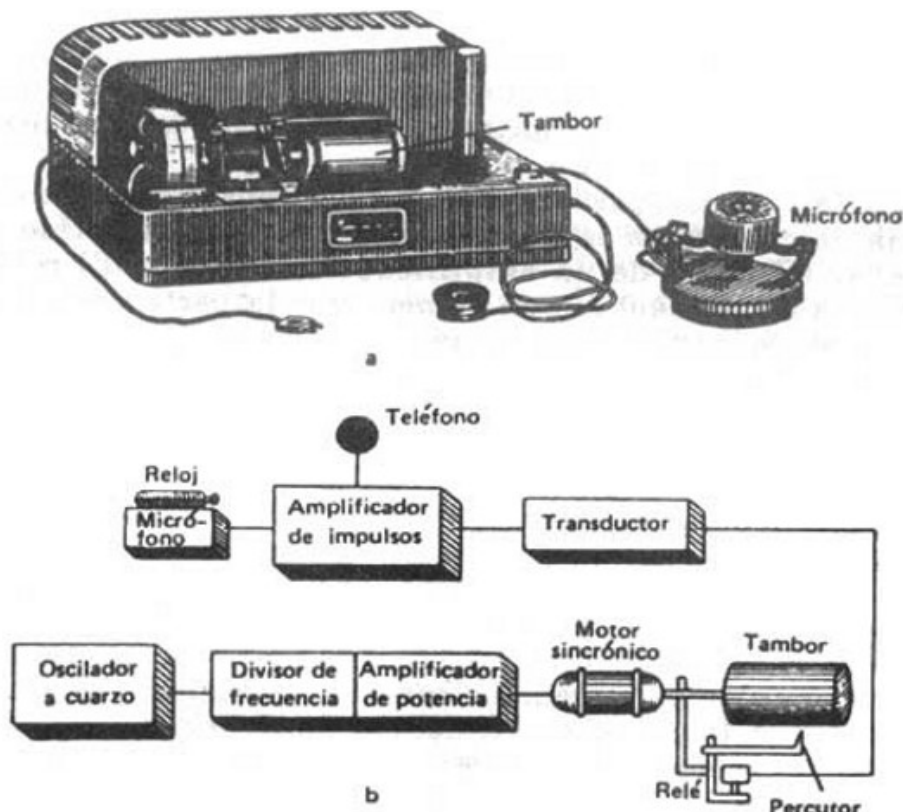 Tambor
Micrófono
a
Teléfono
Reloj
Micró-
fono
Amplificador
de impulsos
Transductor
Motor
sincrónico
Tambor
Oscilador
a cuarzo
Divisor de
frecuencia
Amplificador
de potencia
Relé
Percutor
b